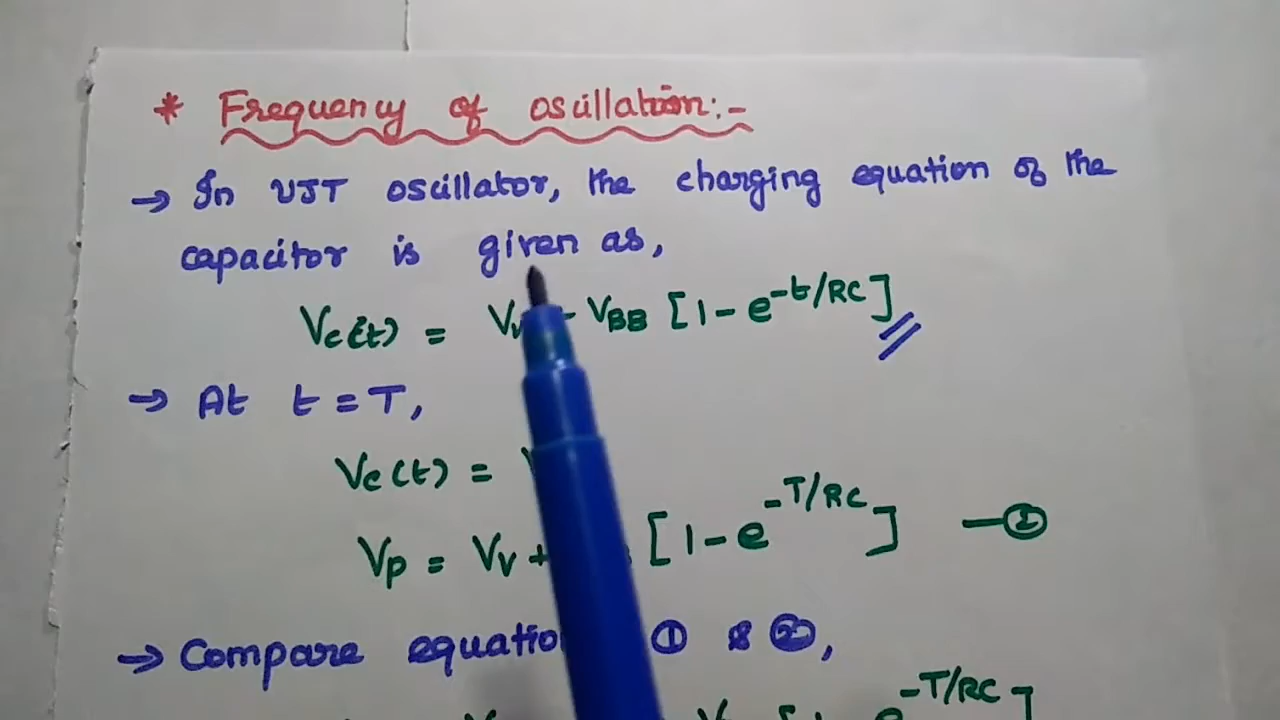 * Frequency of oscillation:-
→ In UJT oscillator, the charging equation of the
capacitor is given as,
Vc(t) = V VBB [1-e^-t/RC]
→ At t=T,
Vc(t) =
Vp = Vv + [1-e^-T/RC] —②
→ Compare equatio ① & ②,
e^-T/RC]